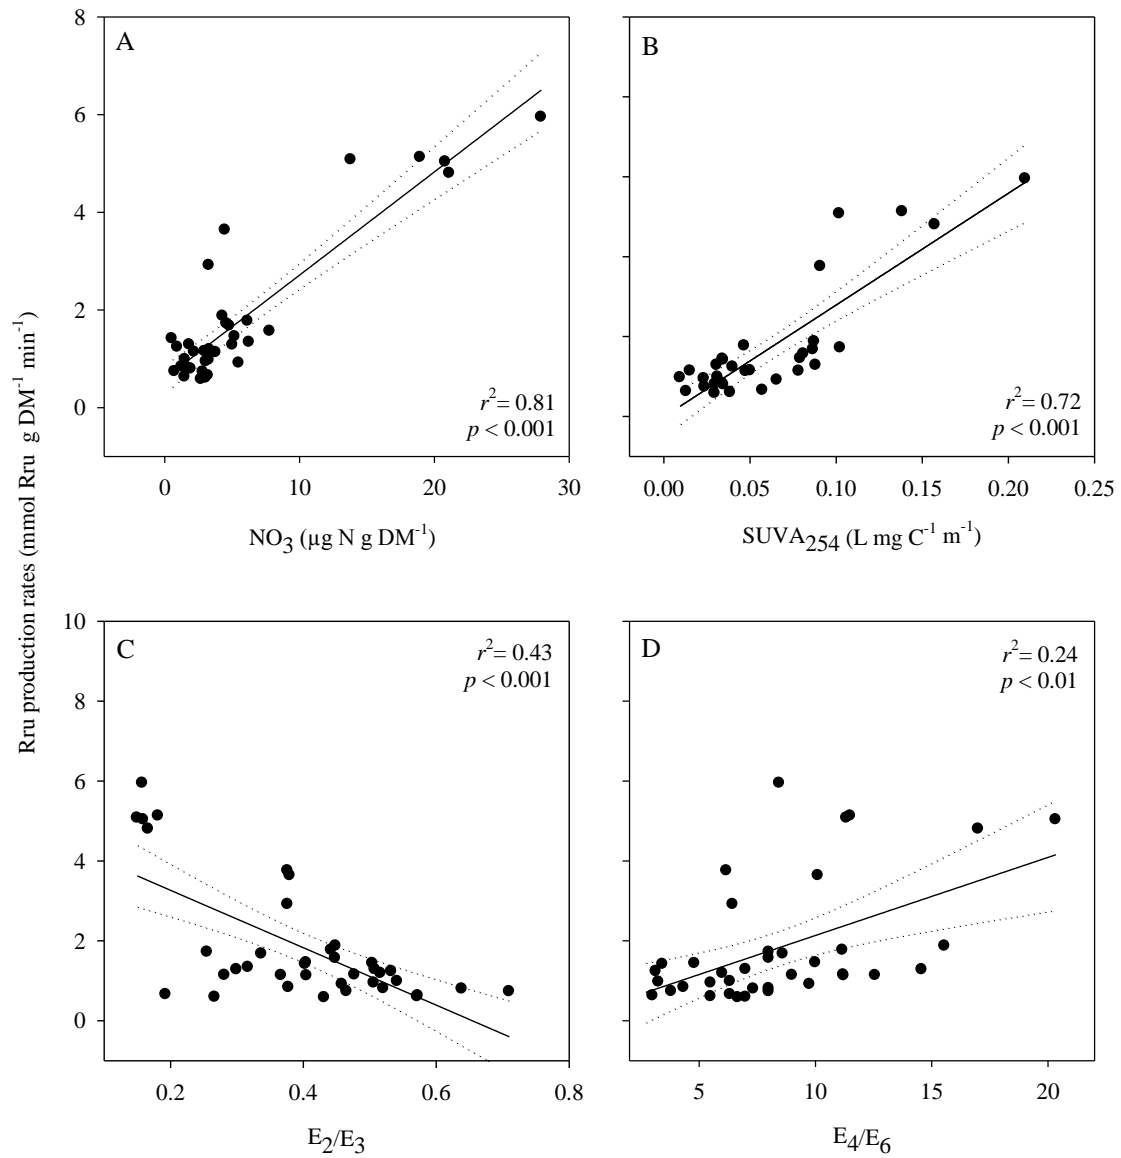 8
6
4
2
0
A
r²= 0.81
p < 0.001
0 10 20 30
NO₃ (µg N g DM⁻¹)
B
r²= 0.72
p < 0.001
0.00 0.05 0.10 0.15 0.20 0.25
SUVA₂₅₄ (L mg C⁻¹ m⁻¹)
Rru production rates (mmol Rru g DM⁻¹ min⁻¹)
10
8
6
4
2
0
C
r²= 0.43
p < 0.001
0.2 0.4 0.6 0.8
E₂/E₃
D
r²= 0.24
p < 0.01
5 10 15 20
E₄/E₆